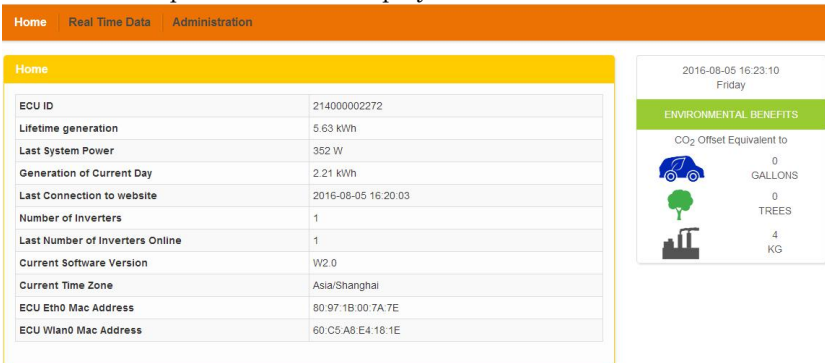 Home Real Time Data Administration
Home
ECU ID 214000002272
Lifetime generation 5.63 kWh
Last System Power 352 W
Generation of Current Day 2.21 kWh
Last Connection to website 2016-08-05 16:20:03
Number of Inverters 1
Last Number of Inverters Online 1
Current Software Version W2.0
Current Time Zone Asia/Shanghai
ECU Eth0 Mac Address 80:97:1B:00:7A:7E
ECU Wlan0 Mac Address 60:C5:A8:E4:18:1E
2016-08-05 16:23:10
Friday
ENVIRONMENTAL BENEFITS
CO2 Offset Equivalent to
0
GALLONS
0
TREES
4
KG